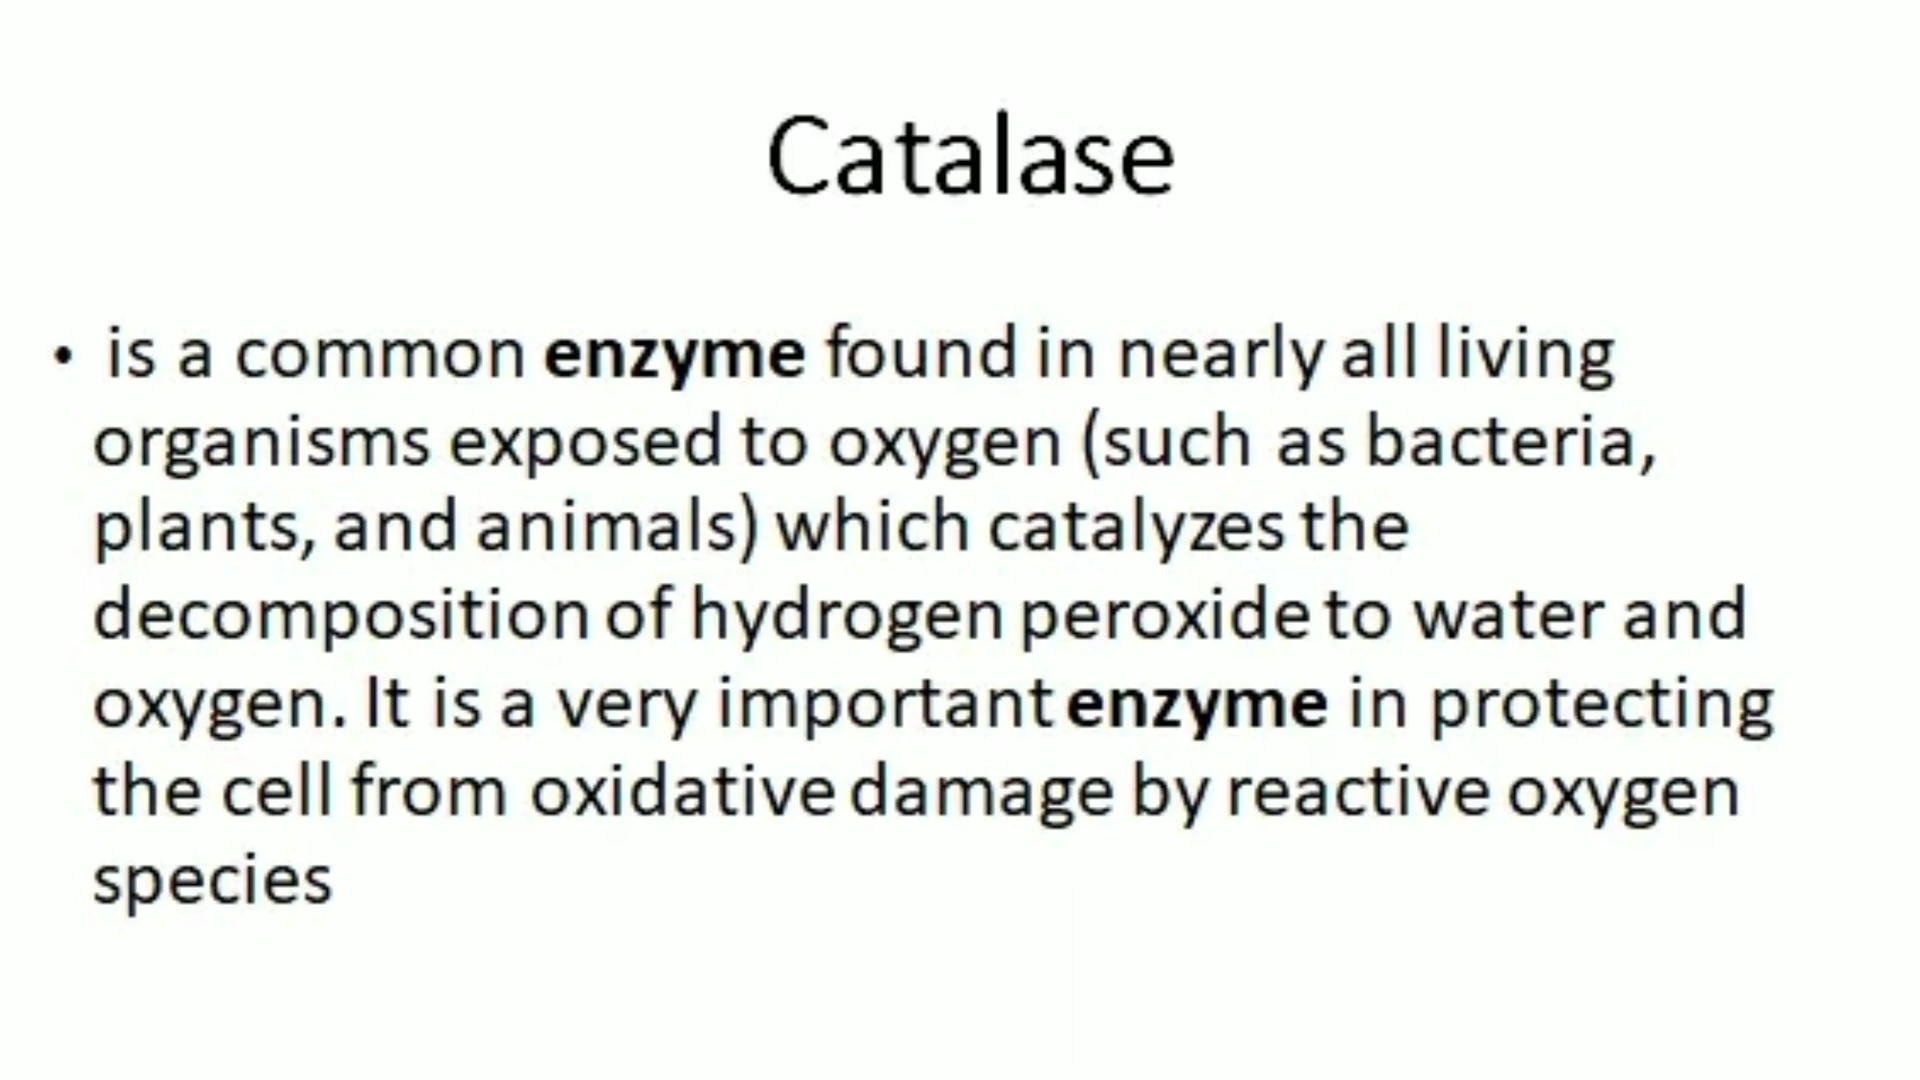 Catalase
• is a common enzyme found in nearly all living
organisms exposed to oxygen (such as bacteria,
plants, and animals) which catalyzes the
decomposition of hydrogen peroxide to water and
oxygen. It is a very important enzyme in protecting
the cell from oxidative damage by reactive oxygen
species